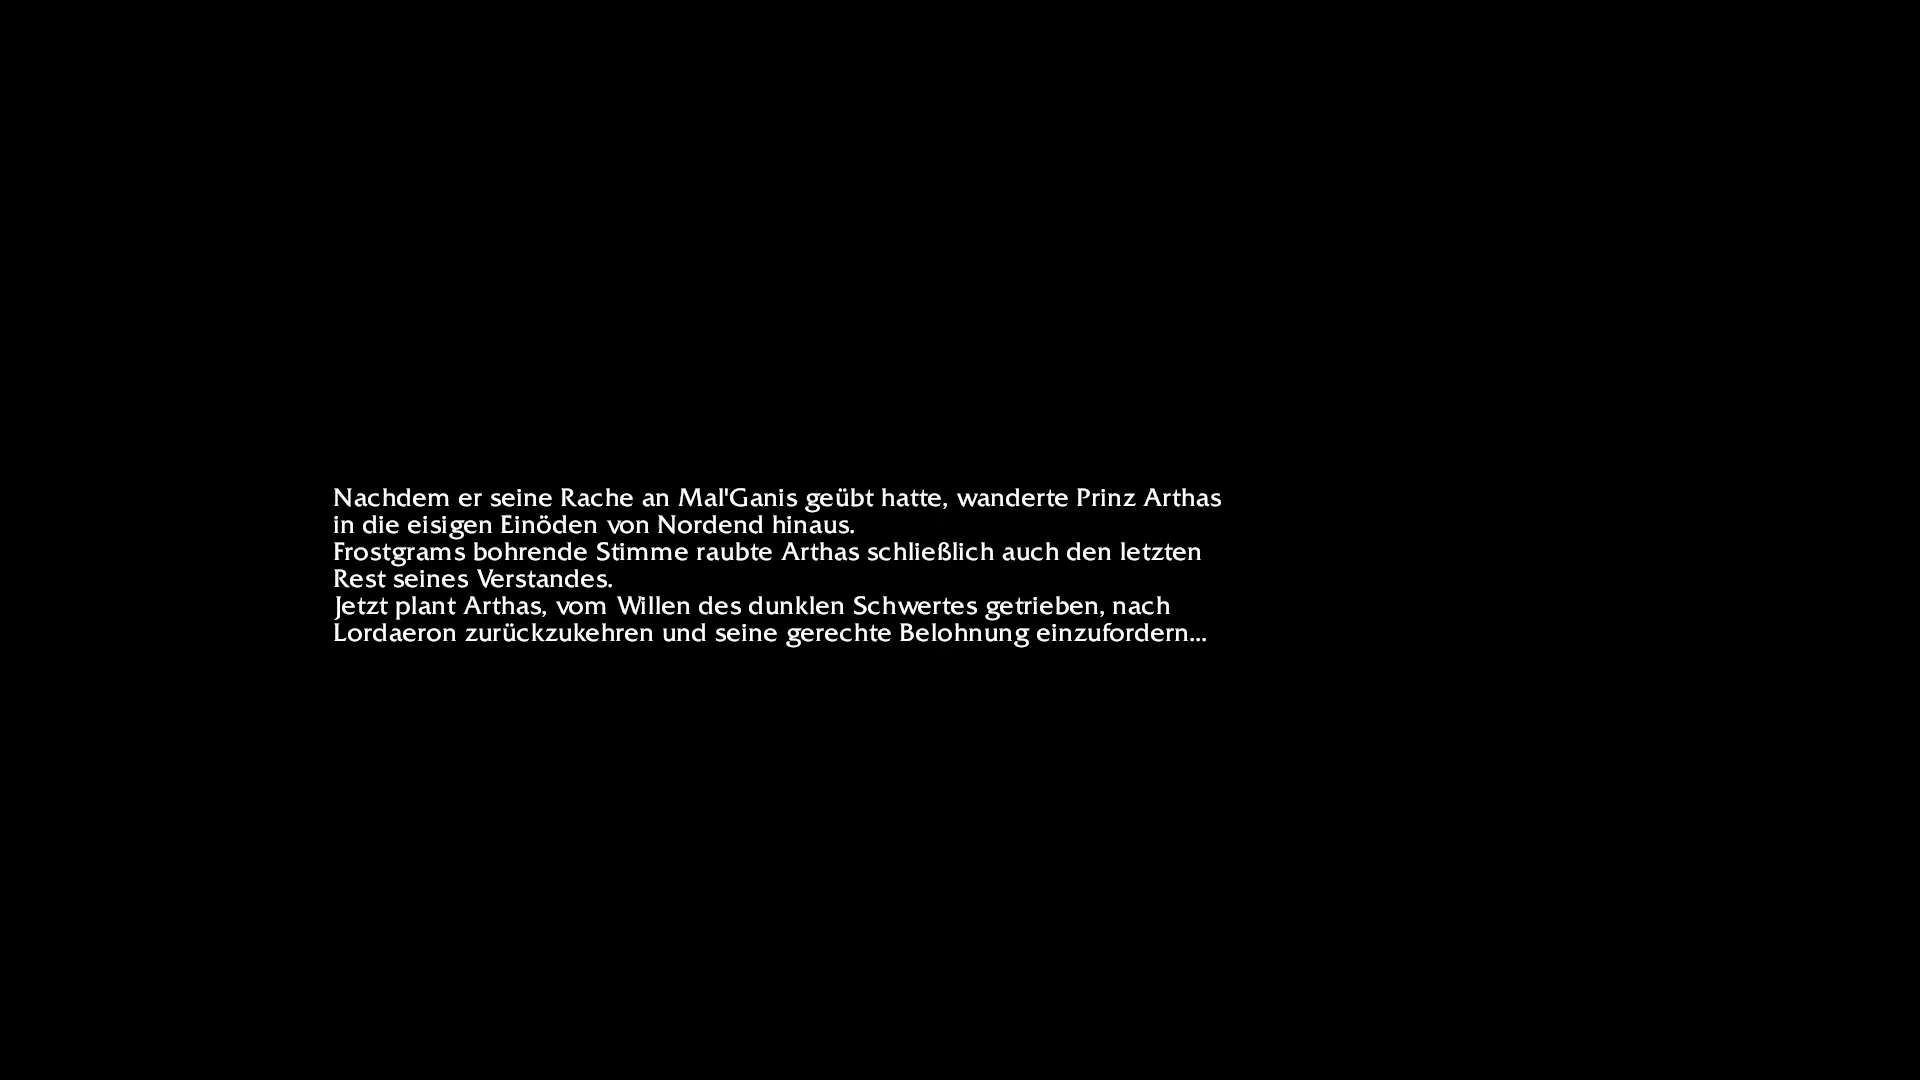 Nachdem er seine Rache an Mal'Ganis geübt hatte, wanderte Prinz Arthas
in die eisigen Einöden von Nordend hinaus.
Frostgrams bohrende Stimme raubte Arthas schließlich auch den letzten
Rest seines Verstandes.
Jetzt plant Arthas, vom Willen des dunklen Schwertes getrieben, nach
Lordaeron zurückzukehren und seine gerechte Belohnung einzufordern...